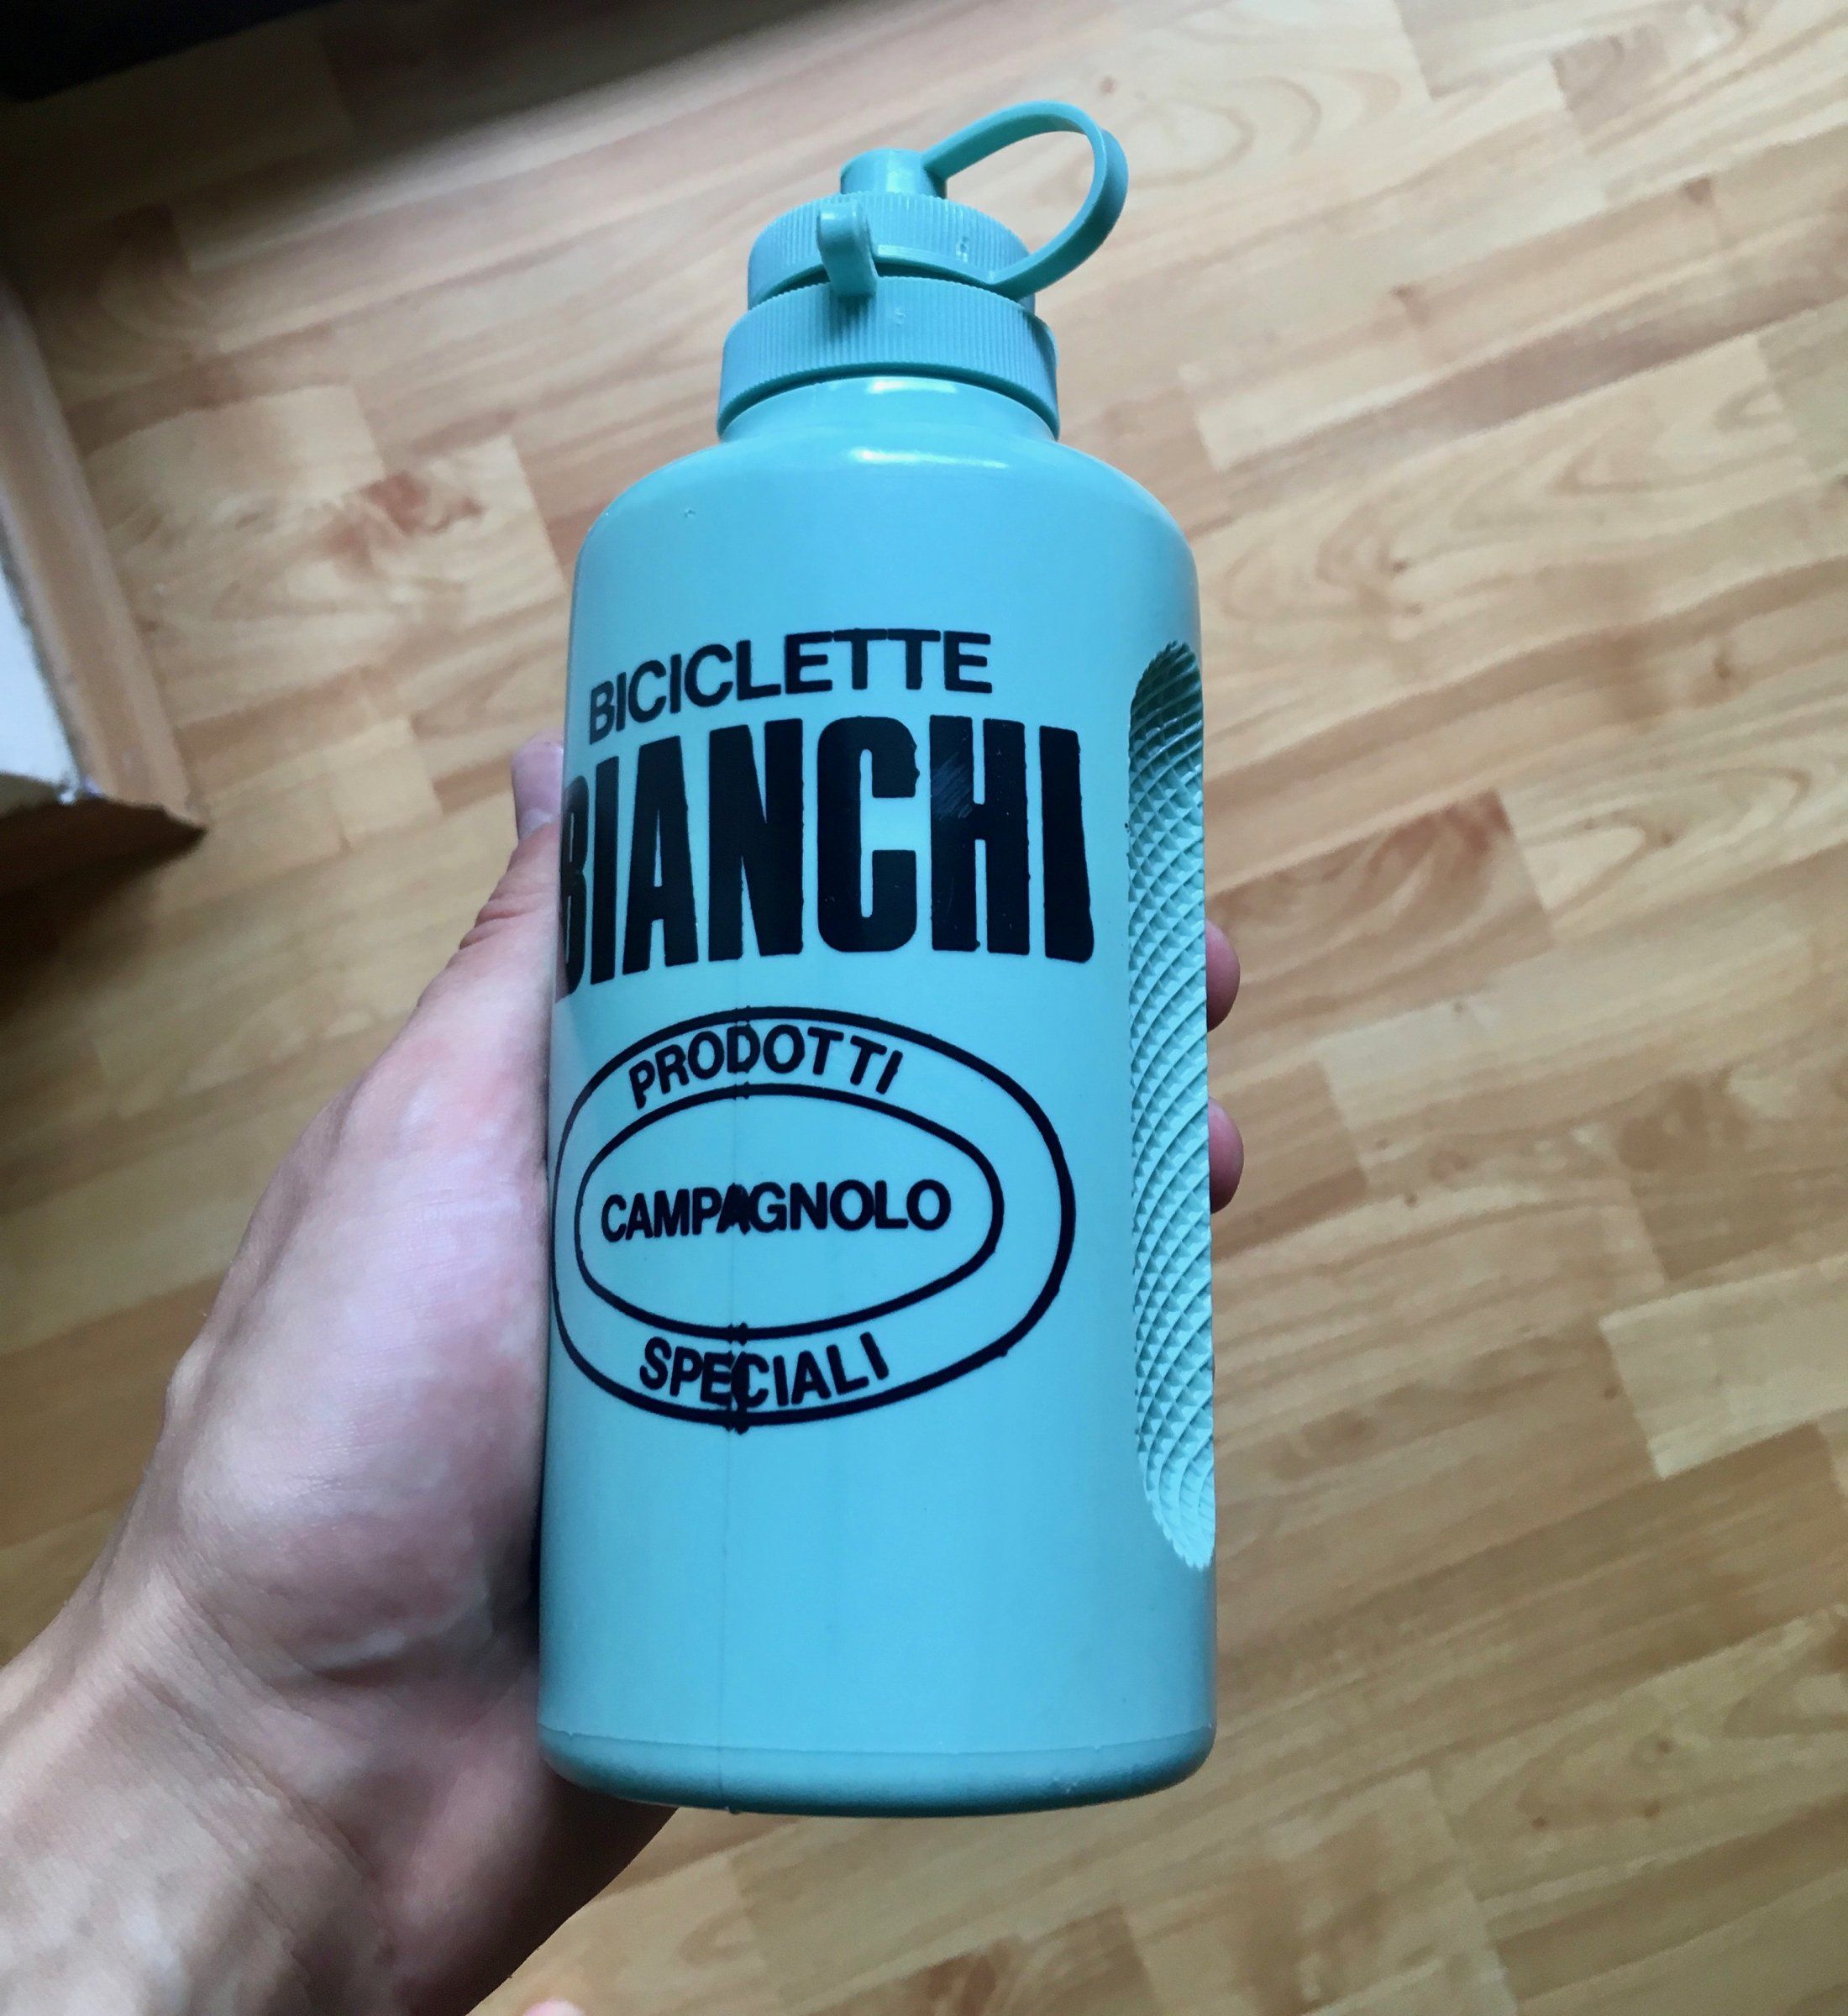 BICICLETTE
BIANCHI
PRODOTTI
CAMPAGNOLO
SPECIALI